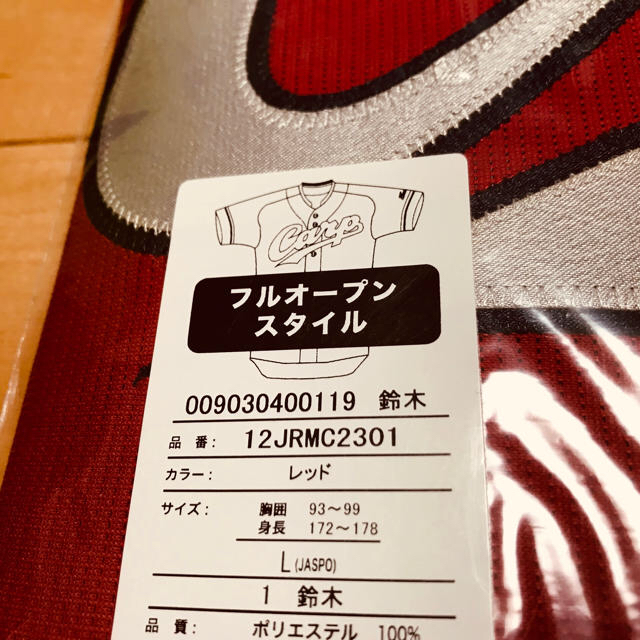 Carp
フルオープン
スタイル
009030400119 鈴木
品 番： 12JRMC2301
カラー： レッド
サイズ： 胸囲 93～99
身長 172～178
L (JASPO)
1 鈴木
品 質： ポリエステル 100%